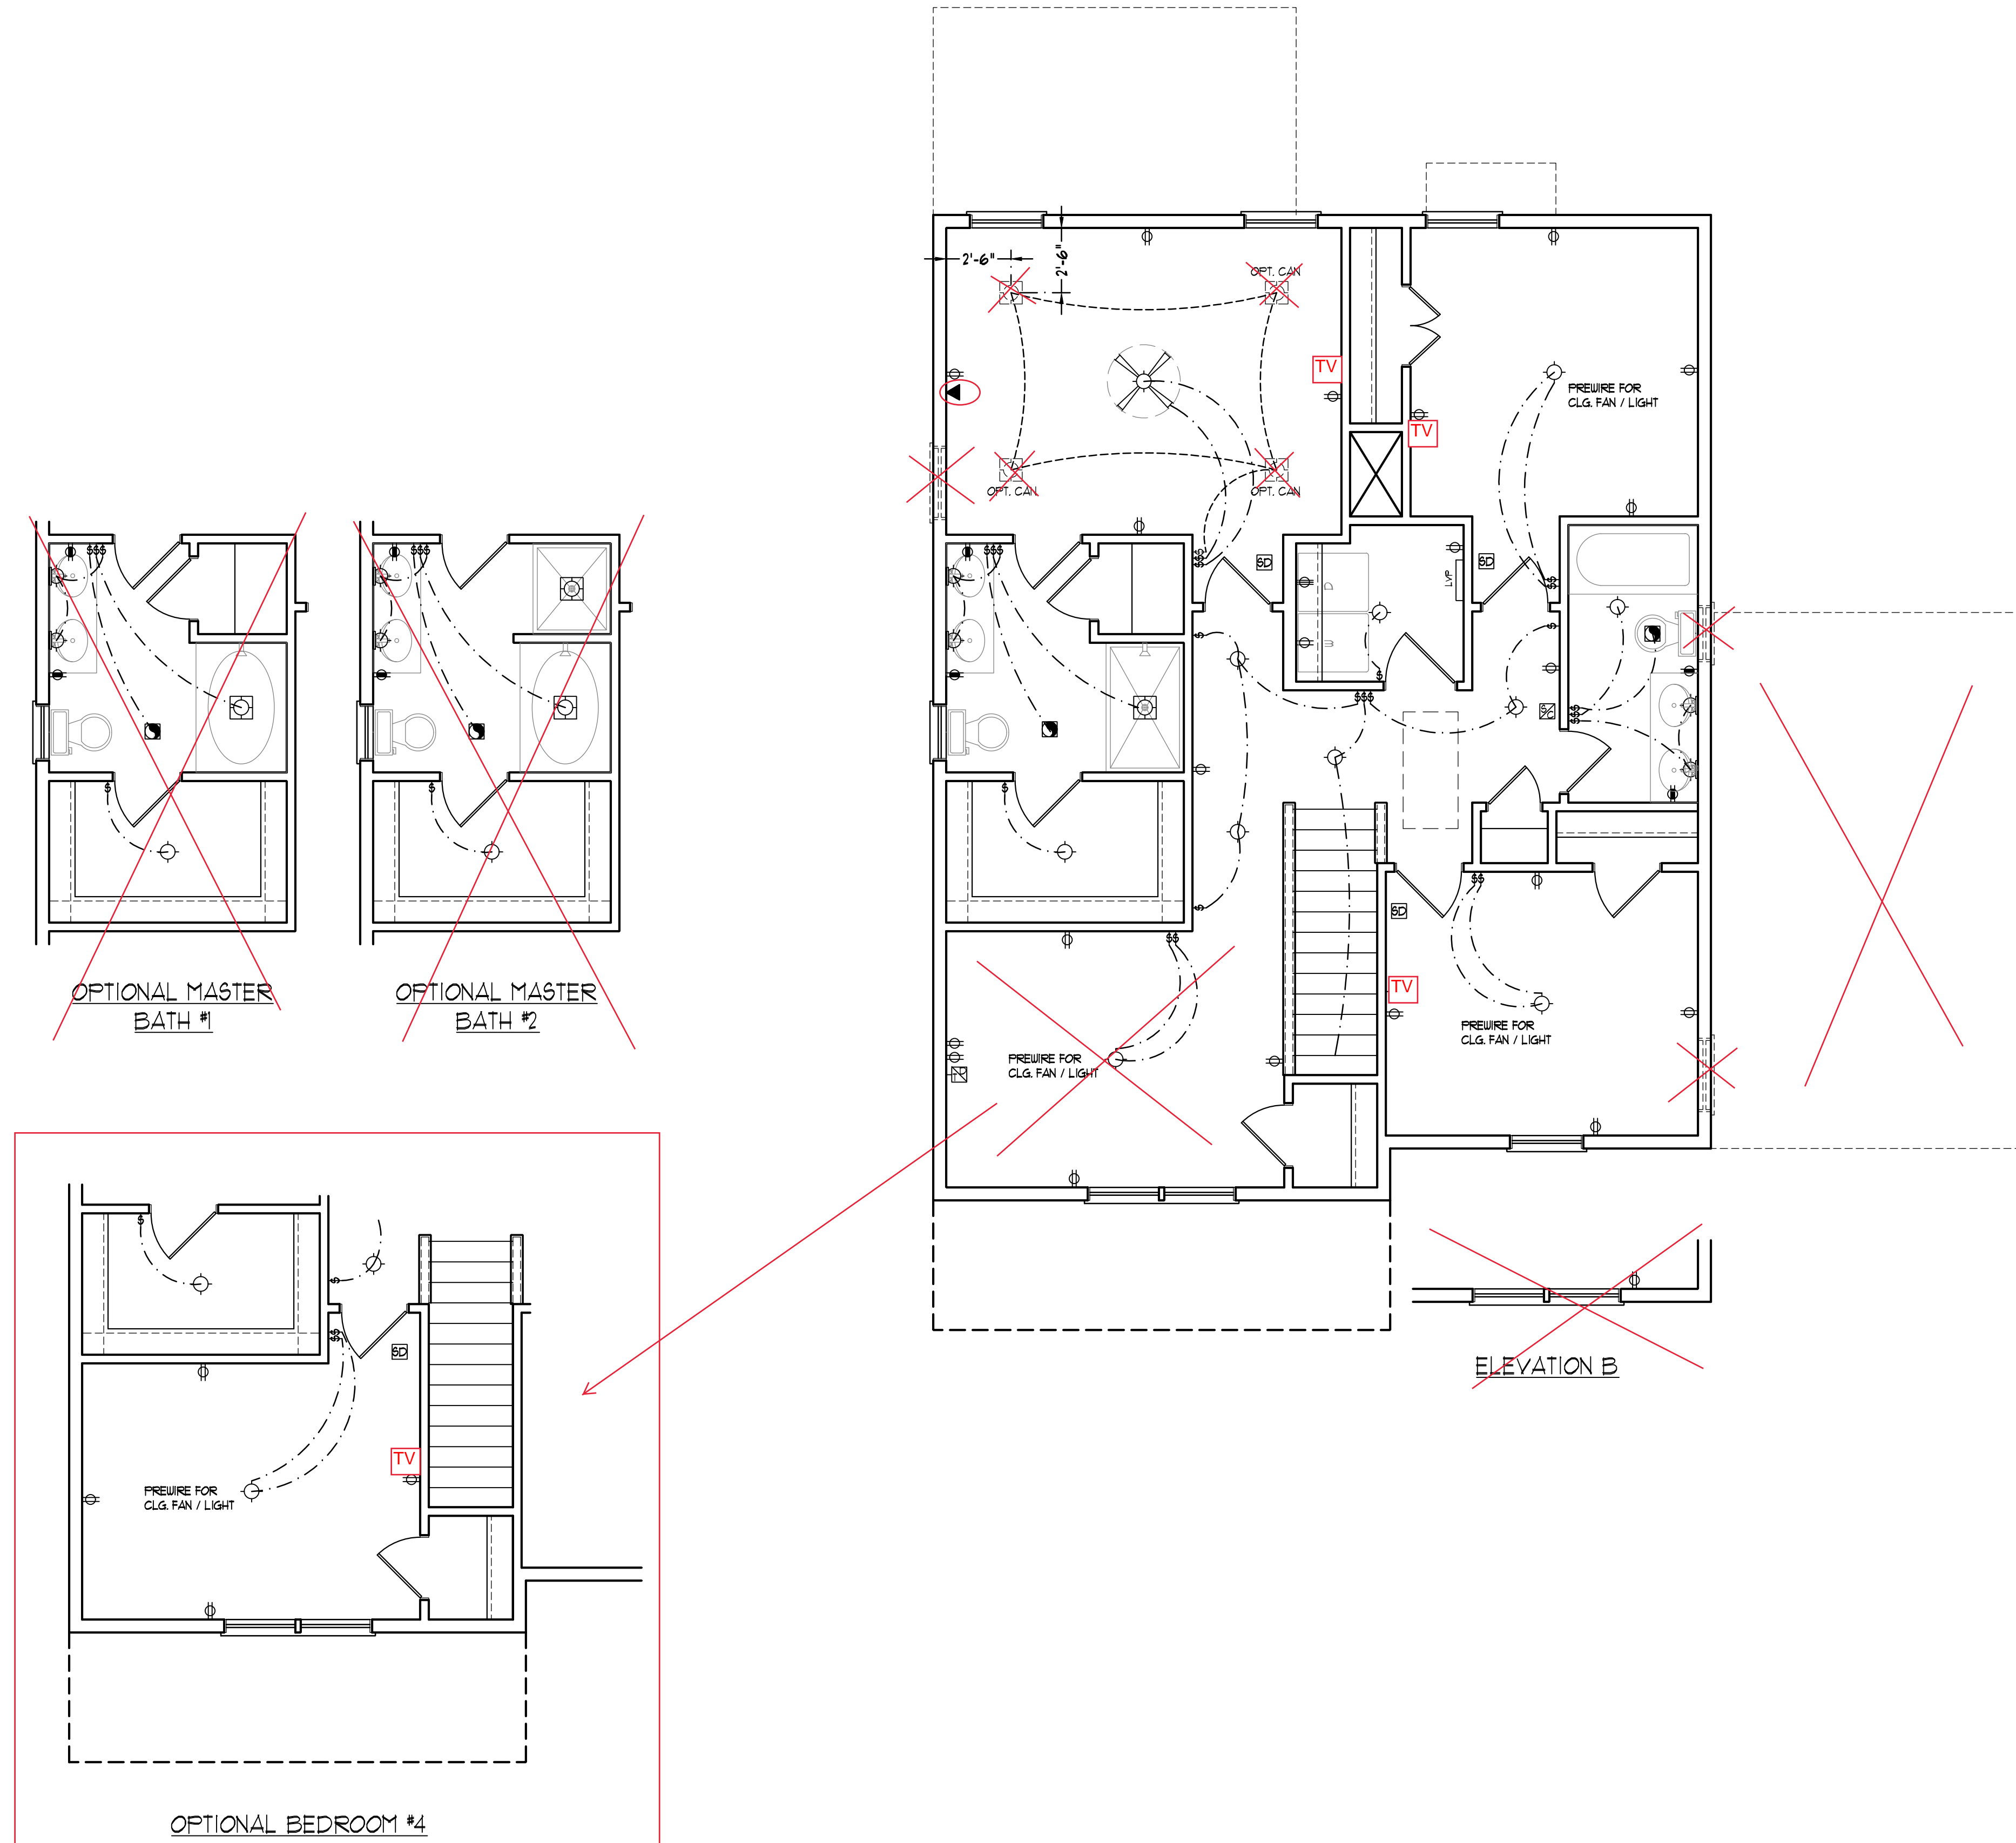 2'-6"
2'-6"
OPT. CAN
TV
PREWIRE FOR
CLG. FAN / LIGHT
TV
OPT. CAN
OPT. CAN
$$$
$$$
$$$
SD
SD
LVP
D
W
$$
$
$
$
$$$
S/C
$$$
$
$
$
$$
SD
$
$$
TV
OPTIONAL MASTER
BATH #1
OPTIONAL MASTER
BATH #2
PREWIRE FOR
CLG. FAN / LIGHT
PREWIRE FOR
CLG. FAN / LIGHT
$
$
$$
SD
ELEVATION B
TV
PREWIRE FOR
CLG. FAN / LIGHT
OPTIONAL BEDROOM #4